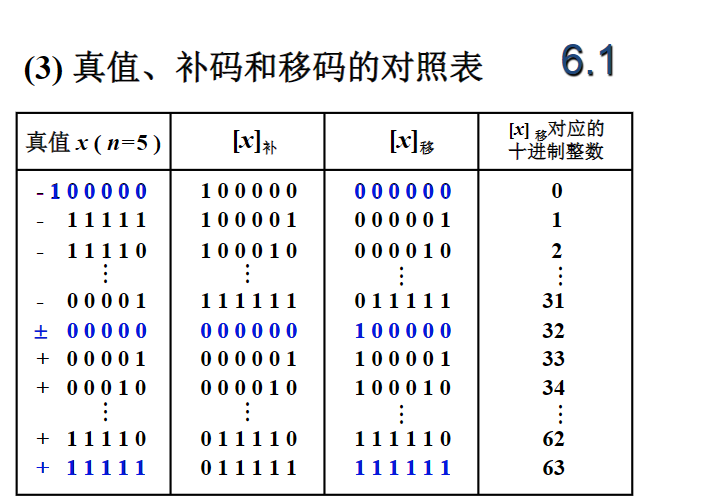 (3) 真值、补码和移码的对照表
6.1
真值 x ( n=5 ) [x]补 [x]移 [x]移对应的十进制整数
- 1 0 0 0 0 0 1 0 0 0 0 0 0 0 0 0 0 0 0
- 1 1 1 1 1 1 0 0 0 0 1 0 0 0 0 0 1 1
- 1 1 1 1 0 1 0 0 0 1 0 0 0 0 0 1 0 2
⋮ ⋮ ⋮ ⋮
- 0 0 0 0 1 1 1 1 1 1 1 0 1 1 1 1 1 31
± 0 0 0 0 0 0 0 0 0 0 0 1 0 0 0 0 0 32
+ 0 0 0 0 1 0 0 0 0 0 1 1 0 0 0 0 1 33
+ 0 0 0 1 0 0 0 0 0 1 0 1 0 0 0 1 0 34
⋮ ⋮ ⋮ ⋮
+ 1 1 1 1 0 0 1 1 1 1 0 1 1 1 1 1 0 62
+ 1 1 1 1 1 0 1 1 1 1 1 1 1 1 1 1 1 63